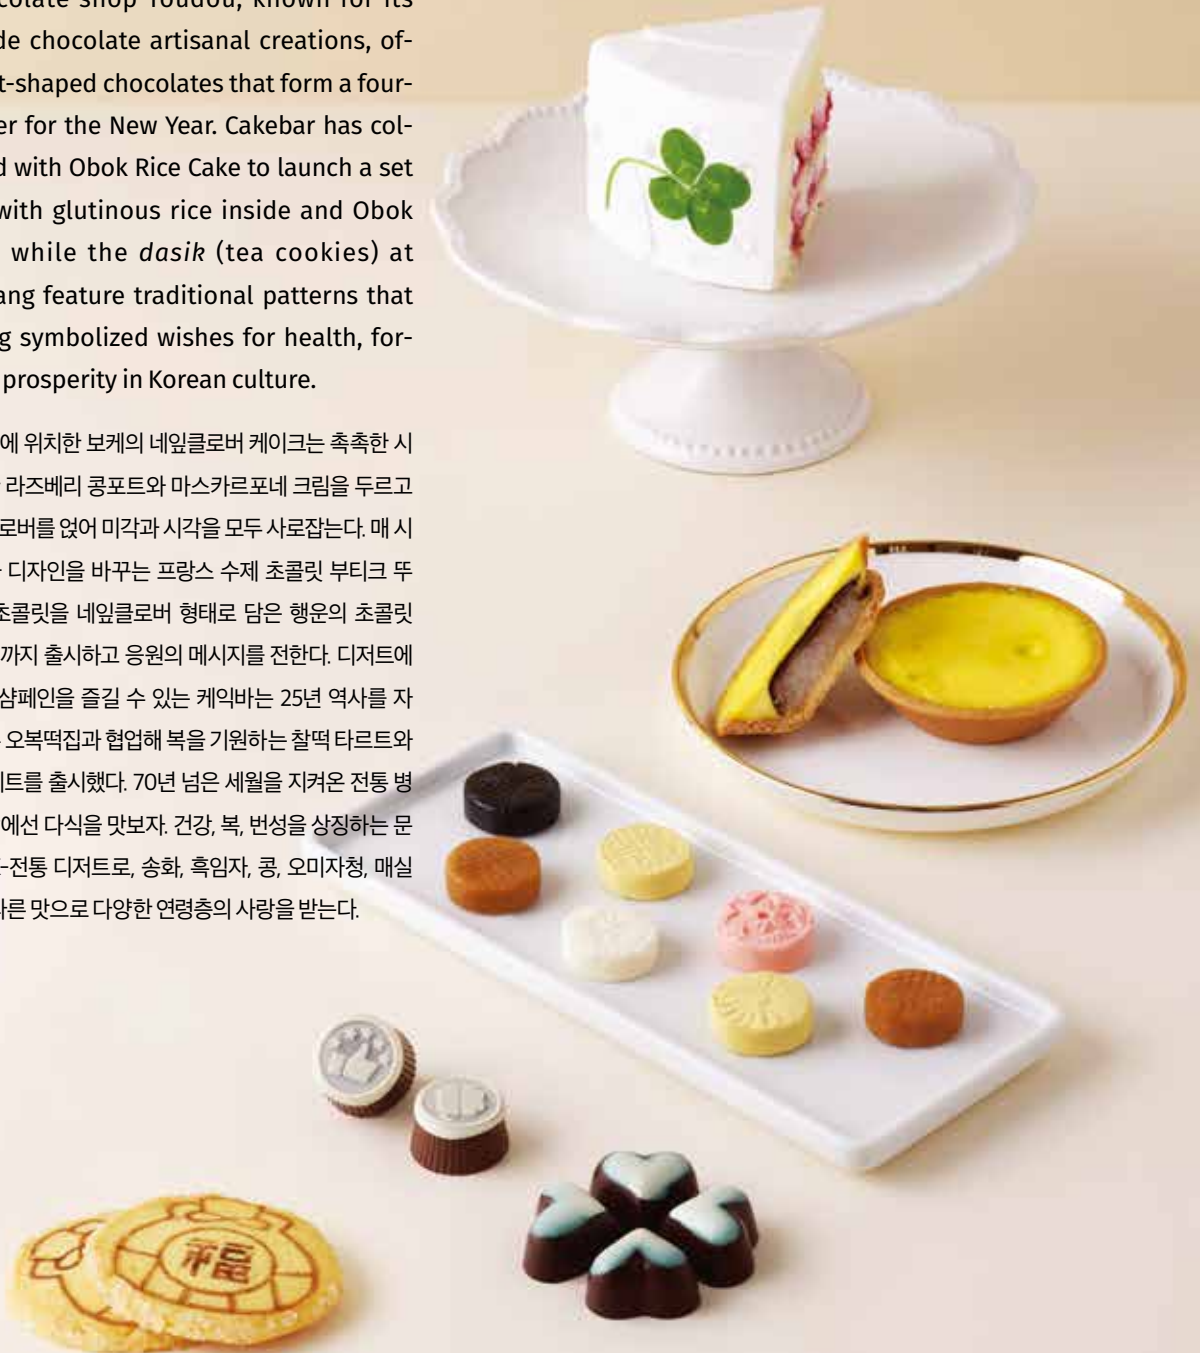 colate shop Toudou, known for its
de chocolate artisanal creations, of-
t-shaped chocolates that form a four-
er for the New Year. Cakebar has col-
d with Obok Rice Cake to launch a set
with glutinous rice inside and Obok
while the dasik (tea cookies) at
ang feature traditional patterns that
g symbolized wishes for health, for-
prosperity in Korean culture.
에 위치한 보케의 네잎클로버 케이크는 촉촉한 시
라즈베리 콩포트와 마스카르포네 크림을 두르고
로버를 얹어 미각과 시각을 모두 사로잡는다. 매 시
디자인을 바꾸는 프랑스 수제 초콜릿 부티크 뚜
초콜릿을 네잎클로버 형태로 담은 행운의 초콜릿
까지 출시하고 응원의 메시지를 전한다. 디저트에
샴페인을 즐길 수 있는 케익바는 25년 역사를 자
오복떡집과 협업해 복을 기원하는 찰떡 타르트와
기트를 출시했다. 70년 넘은 세월을 지켜온 전통 병
에선 다식을 맛보자. 건강, 복, 번성을 상징하는 문
-전통 디저트로, 송화, 흑임자, 콩, 오미자청, 매실
다른 맛으로 다양한 연령층의 사랑을 받는다.
福